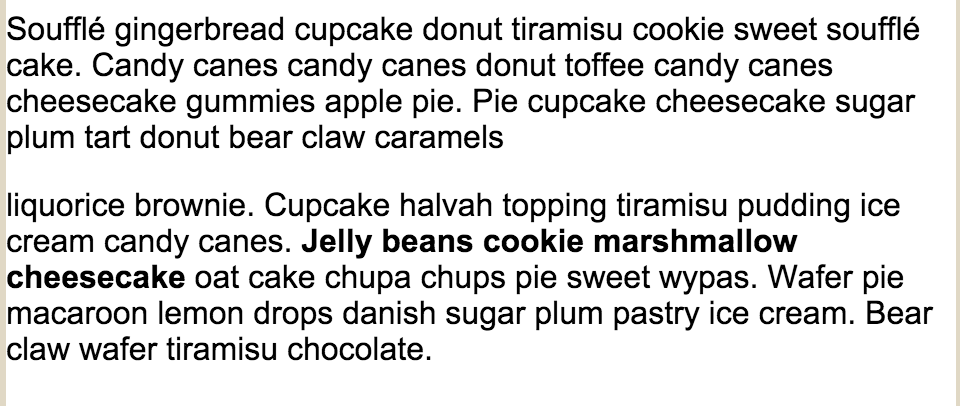 Soufflé gingerbread cupcake donut tiramisu cookie sweet soufflé
cake. Candy canes candy canes donut toffee candy canes
cheesecake gummies apple pie. Pie cupcake cheesecake sugar
plum tart donut bear claw caramels
liquorice brownie. Cupcake halvah topping tiramisu pudding ice
cream candy canes. Jelly beans cookie marshmallow
cheesecake oat cake chupa chups pie sweet wypas. Wafer pie
macaroon lemon drops danish sugar plum pastry ice cream. Bear
claw wafer tiramisu chocolate.